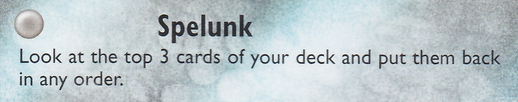 Spelunk
Look at the top 3 cards of your deck and put them back
in any order.